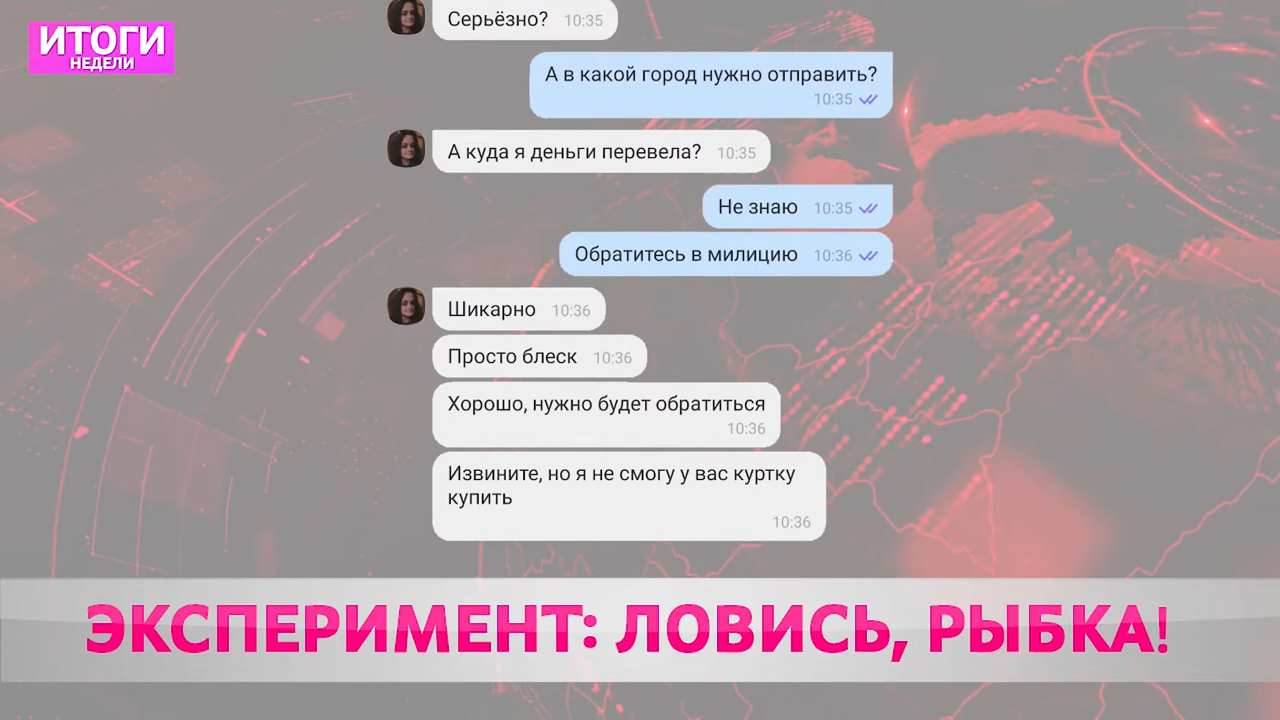 ИТОГИ
НЕДЕЛИ
Серьёзно? 10:35
А в какой город нужно отправить?
10:35
А куда я деньги перевела? 10:35
Не знаю 10:35
Обратитесь в милицию 10:36
Шикарно 10:36
Просто блеск 10:36
Хорошо, нужно будет обратиться
10:36
Извините, но я не смогу у вас куртку
купить
10:36
ЭКСПЕРИМЕНТ: ЛОВИСЬ, РЫБКА!